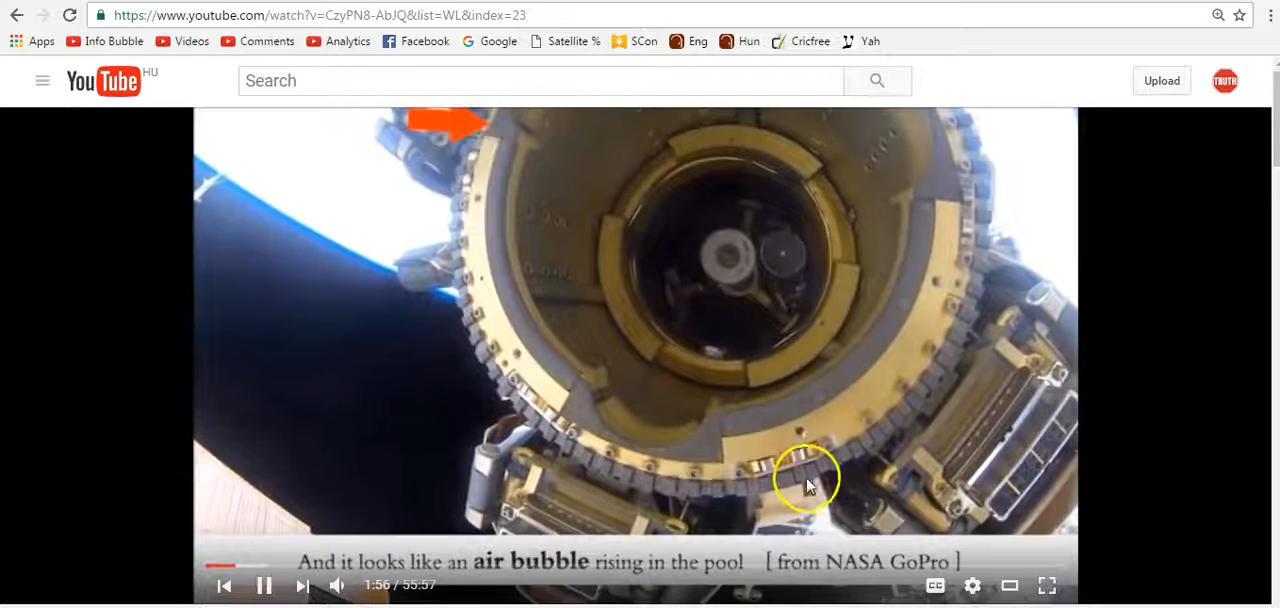 https://www.youtube.com/watch?v=CzyPN8-AbJQ&list=WL&index=23
Apps Info Bubble Videos Comments Analytics Facebook Google Satellite % SCon Eng Hun Cricfree Yah
YouTube HU Search Upload TRUTH
And it looks like an air bubble rising in the pool [ from NASA GoPro ]
1:56 / 55:57 CC